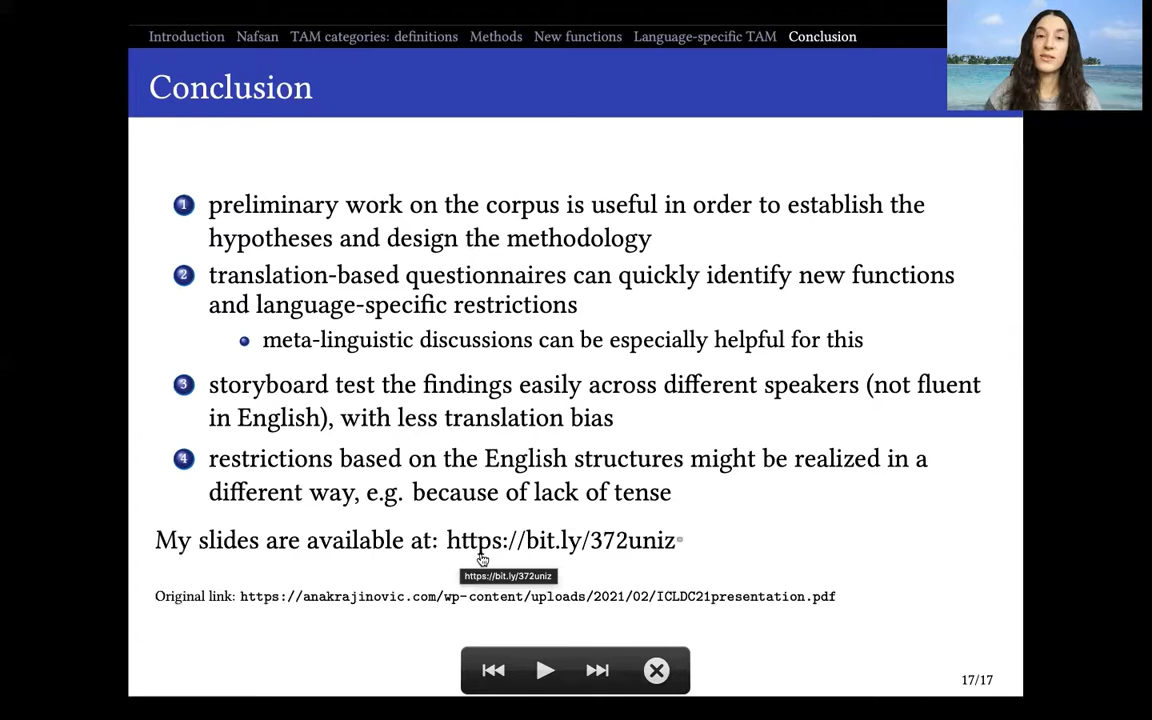 Introduction Nafsan TAM categories: definitions Methods New functions Language-specific TAM Conclusion
Conclusion
1 preliminary work on the corpus is useful in order to establish the
hypotheses and design the methodology
2 translation-based questionnaires can quickly identify new functions
and language-specific restrictions
meta-linguistic discussions can be especially helpful for this
3 storyboard test the findings easily across different speakers (not fluent
in English), with less translation bias
4 restrictions based on the English structures might be realized in a
different way, e.g. because of lack of tense
My slides are available at: https://bit.ly/372uniz
https://bit.ly/372uniz
Original link: https://anakrajinovic.com/wp-content/uploads/2021/02/ICLDC21presentation.pdf
17/17